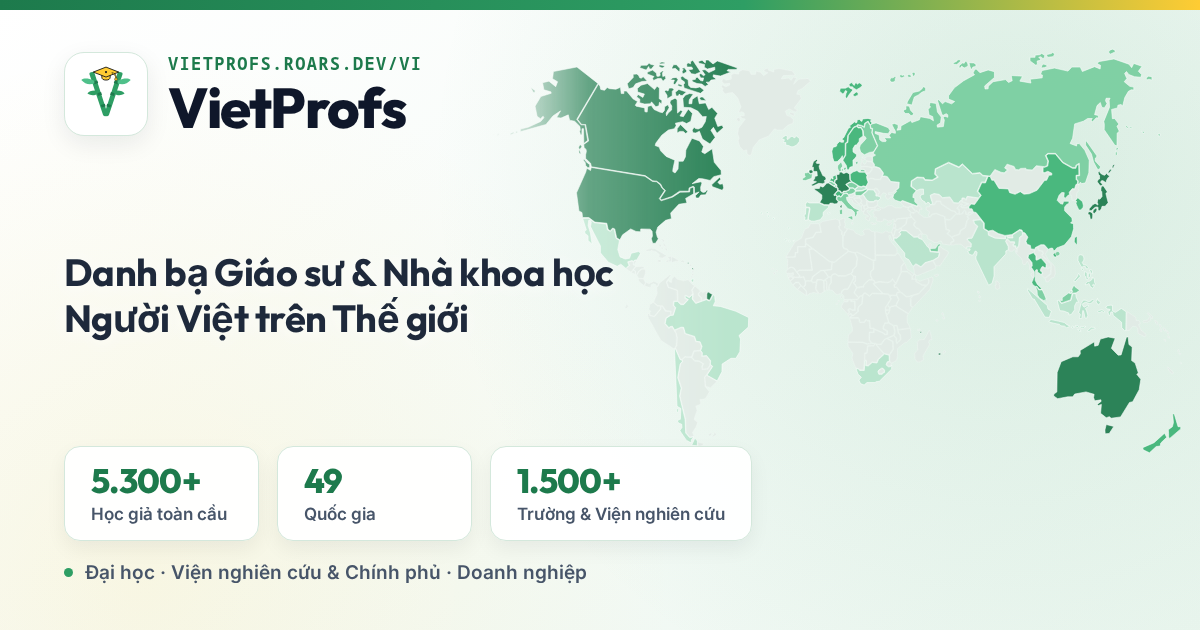 VIETPROFS.ROARS.DEV/VI
VietProfs
Danh bạ Giáo sư & Nhà khoa học
Người Việt trên Thế giới
5.300+
Học giả toàn cầu
49
Quốc gia
1.500+
Trường & Viện nghiên cứu
Đại học · Viện nghiên cứu & Chính phủ · Doanh nghiệp